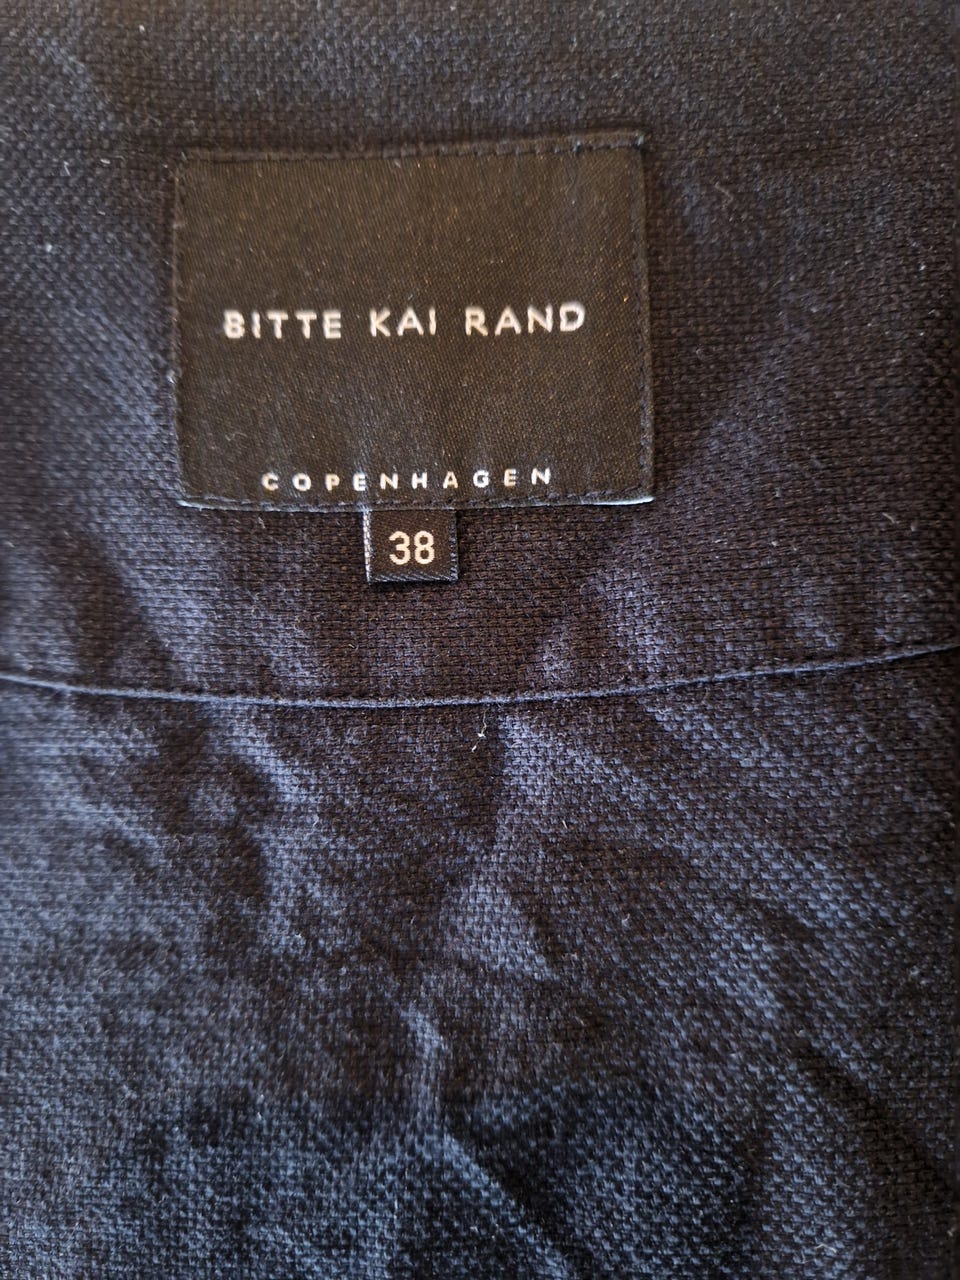 BITTE KAI RAND
COPENHAGEN
38